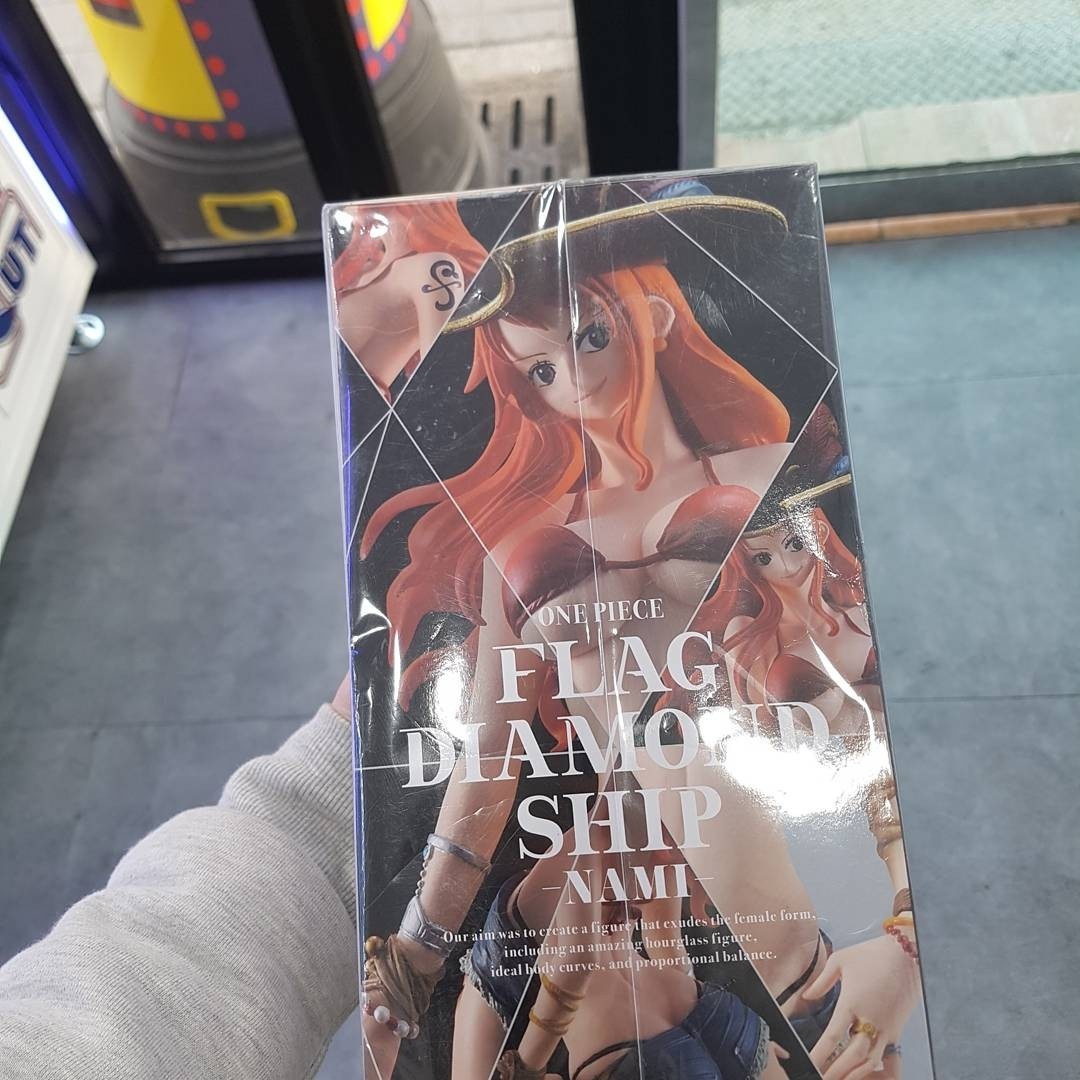 ONE PIECE
FLAG
DIAMOND
SHIP
-NAMI-
Our aim was to create a figure that exudes the female form,
including an amazing hourglass figure,
ideal body curves, and proportional balance.
UT